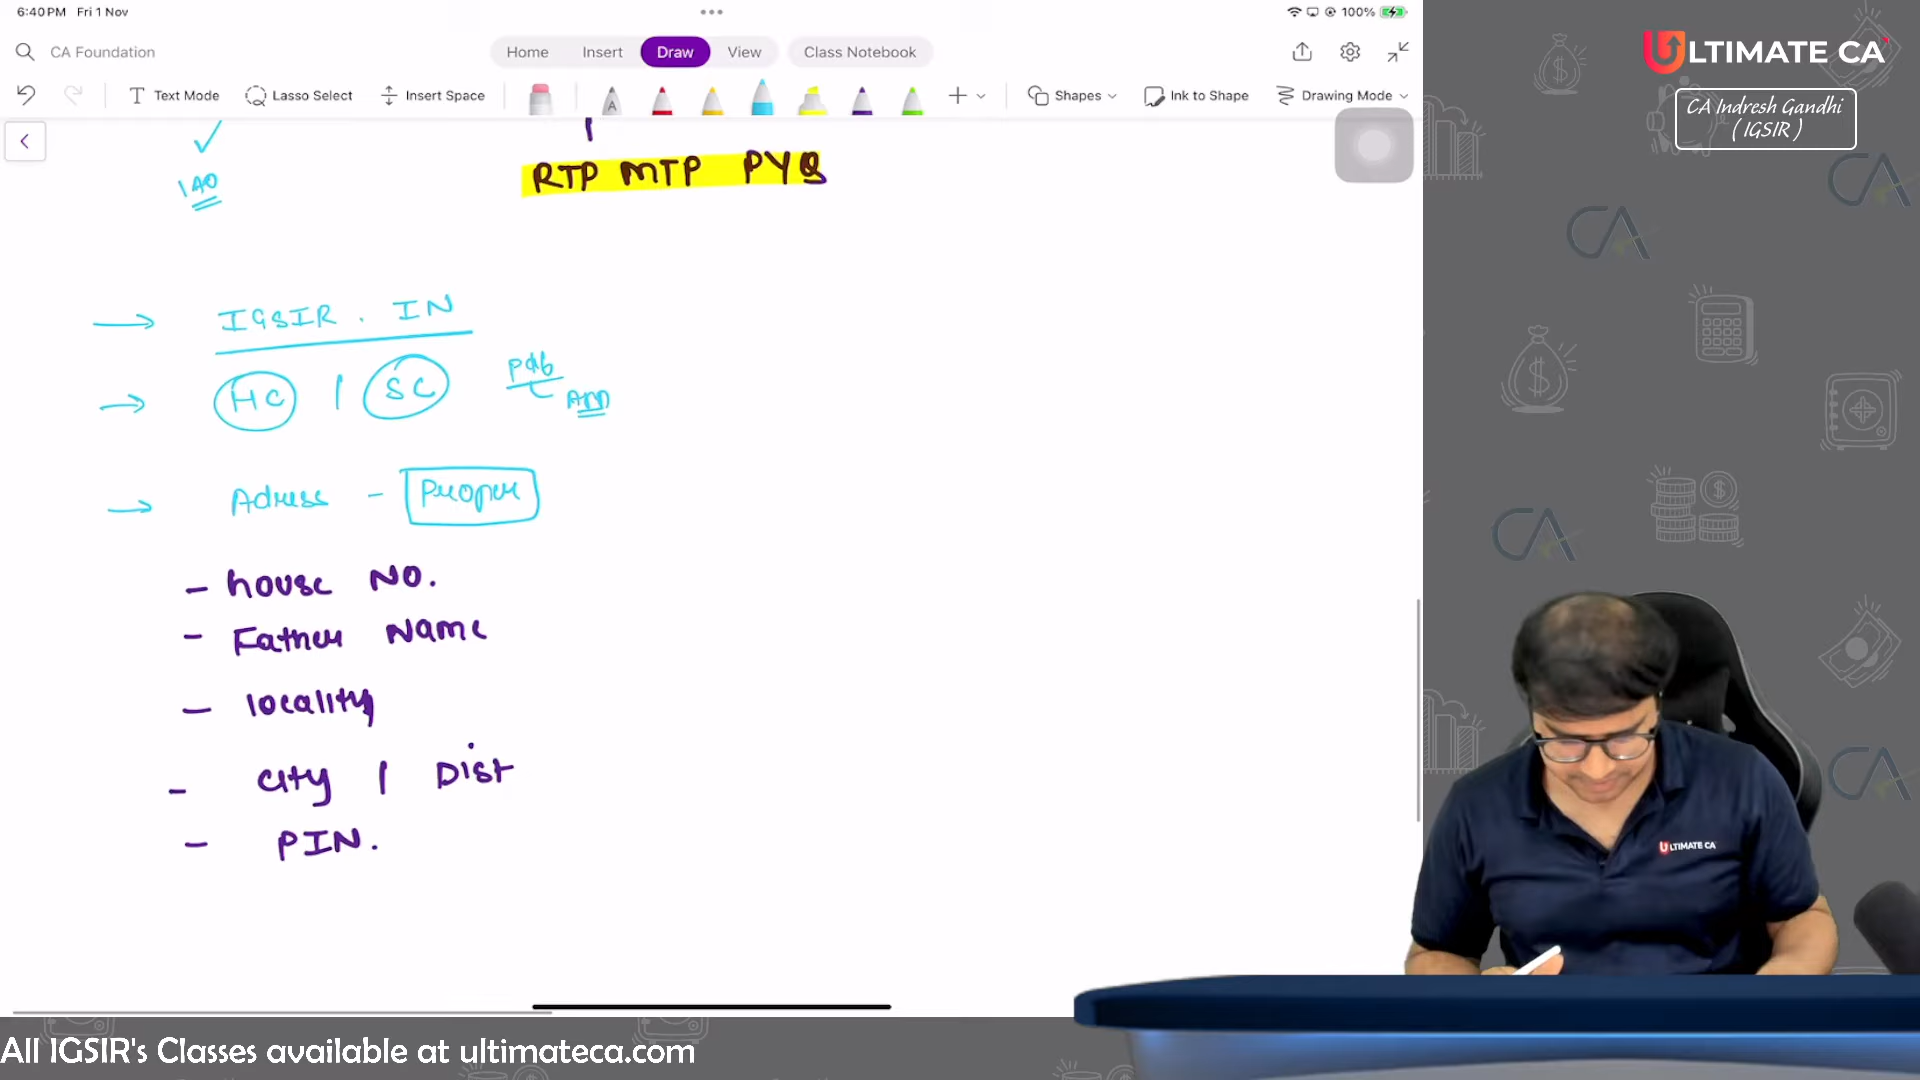 6:40 PM Fri 1 Nov
100%
CA Foundation
Home Insert Draw View Class Notebook
Text Mode Lasso Select Insert Space Shapes Ink to Shape Drawing Mode
ULTIMATE CA
CA Indresh Gandhi
(IGSIR)
RTP MTP PYQ
IGSIR . IN
HC | SC
Adress - Proper
- house NO.
- Father Name
- locality
- City | Dist
- PIN.
ULTIMATE CA
All IGSIR's Classes available at ultimateca.com